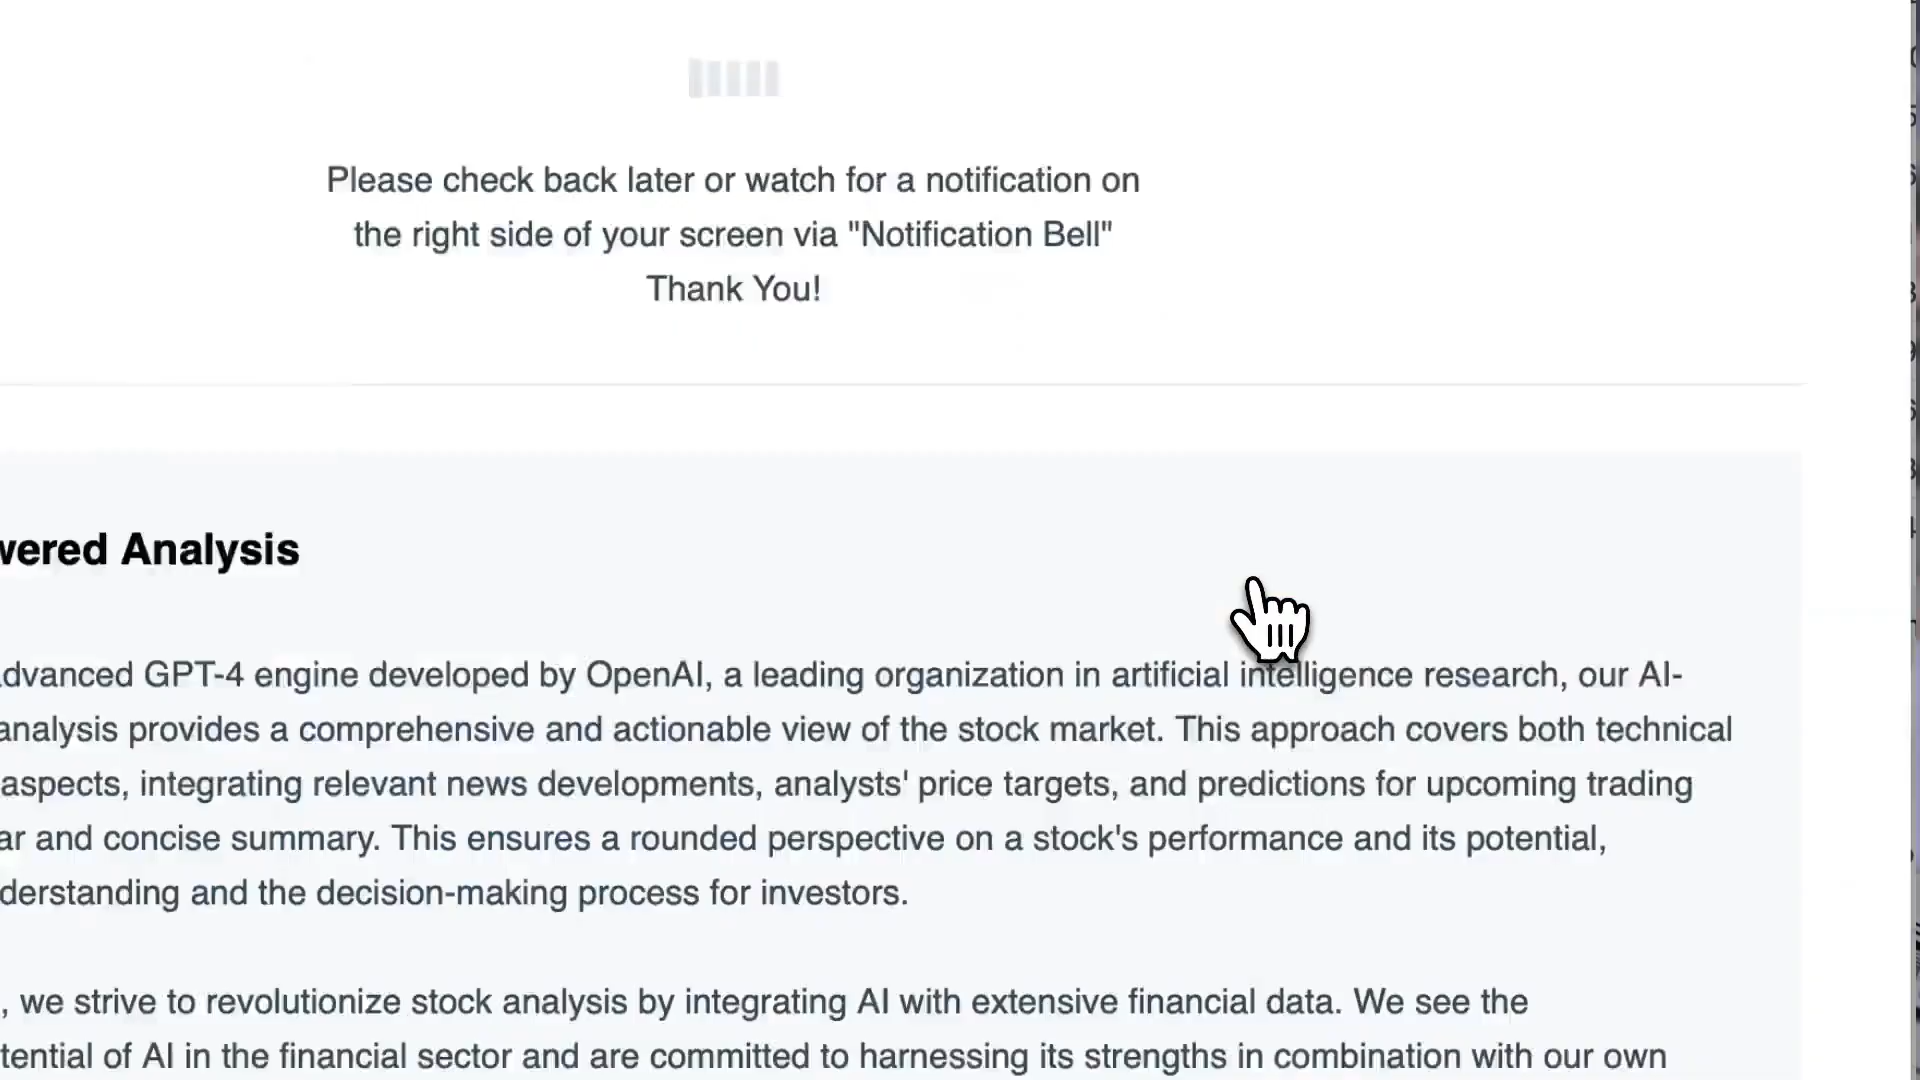 Please check back later or watch for a notification on
the right side of your screen via "Notification Bell"
Thank You!
wered Analysis
dvanced GPT-4 engine developed by OpenAI, a leading organization in artificial intelligence research, our AI-
analysis provides a comprehensive and actionable view of the stock market. This approach covers both technical
aspects, integrating relevant news developments, analysts' price targets, and predictions for upcoming trading
ar and concise summary. This ensures a rounded perspective on a stock's performance and its potential,
derstanding and the decision-making process for investors.
, we strive to revolutionize stock analysis by integrating AI with extensive financial data. We see the
tential of AI in the financial sector and are committed to harnessing its strengths in combination with our own